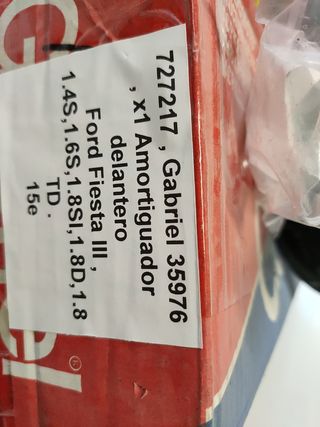 727217 , Gabriel 35976
, x1 Amortiguador
delantero
Ford Fiesta III ,
1.4S,1.6S,1.8SI,1.8D,1.8
TD .
15e